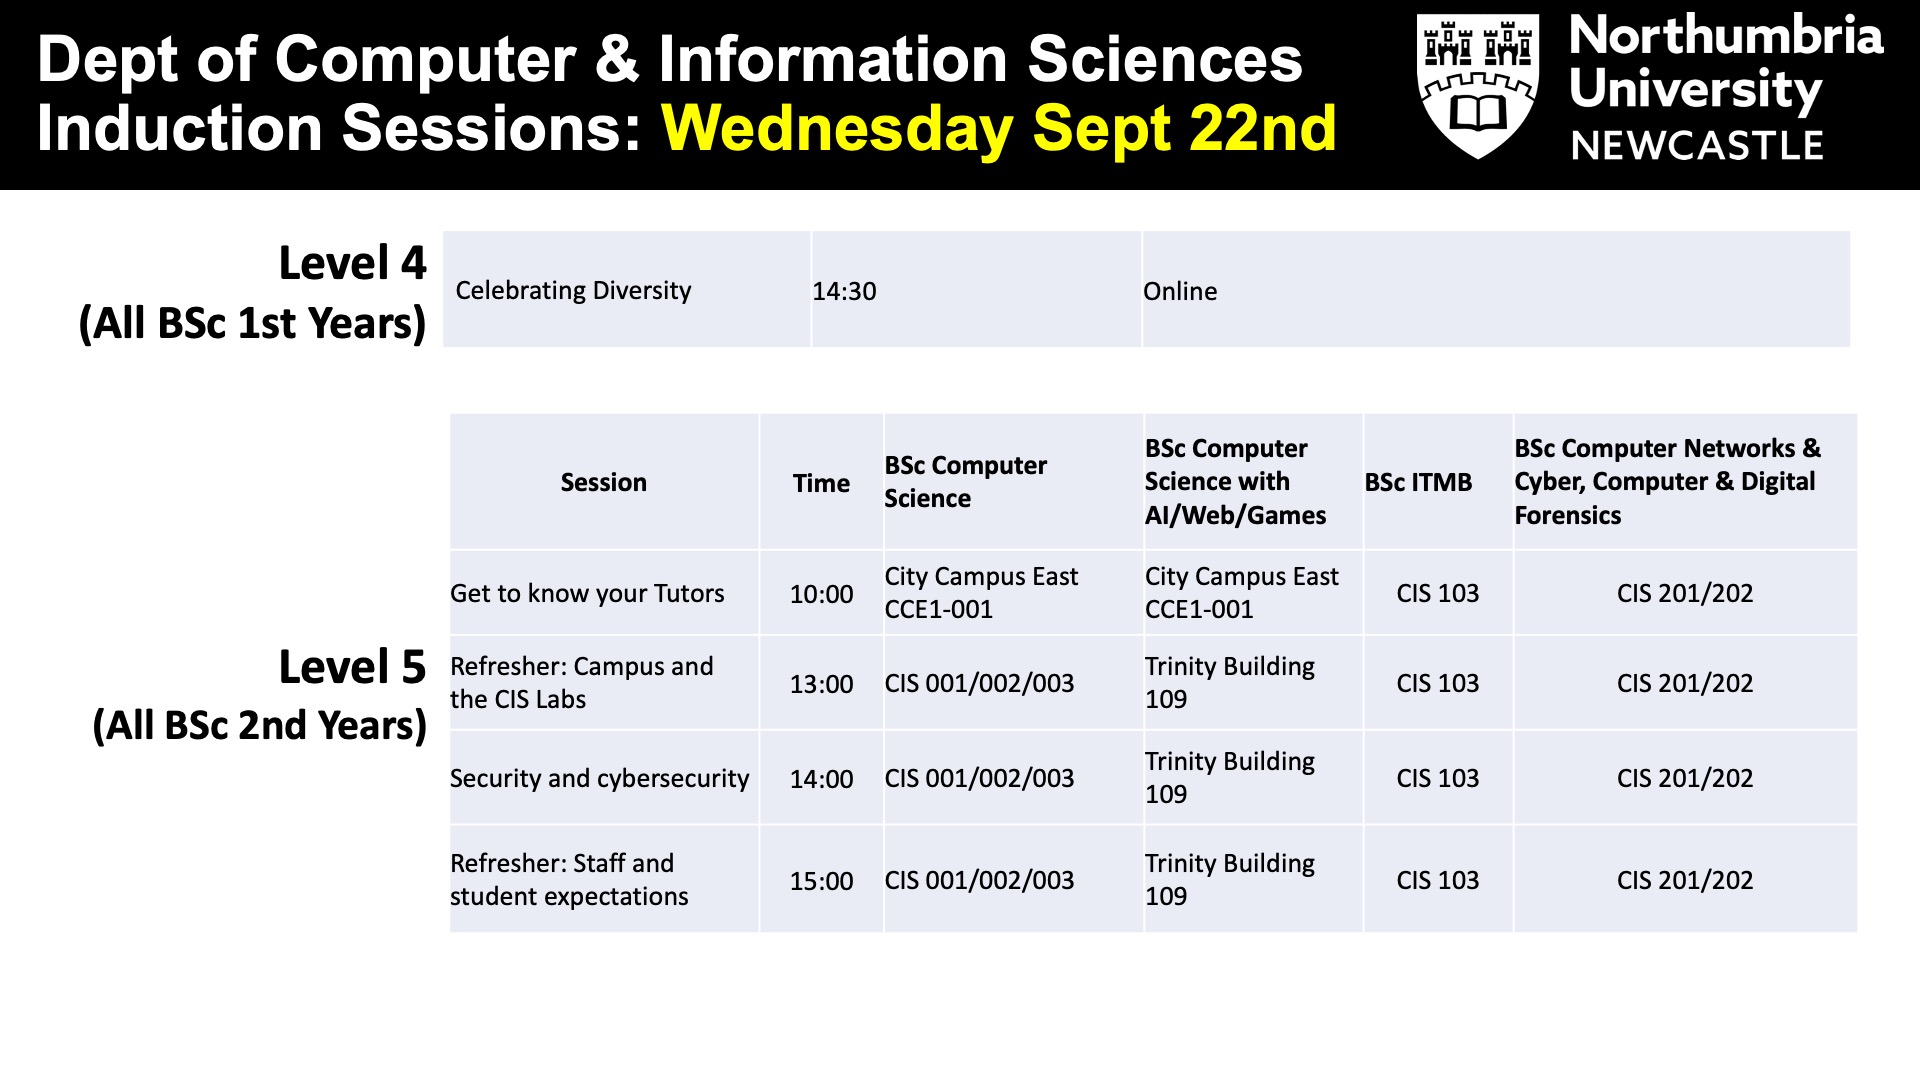 Dept of Computer & Information Sciences
Induction Sessions: Wednesday Sept 22nd
Northumbria
University
NEWCASTLE
Level 4
(All BSc 1st Years)
Celebrating Diversity
14:30
Online
Level 5
(All BSc 2nd Years)
Session
Time
BSc Computer
Science
BSc Computer
Science with
AI/Web/Games
BSc ITMB
BSc Computer Networks &
Cyber, Computer & Digital
Forensics
Get to know your Tutors
10:00
City Campus East
CCE1-001
City Campus East
CCE1-001
CIS 103
CIS 201/202
Refresher: Campus and
the CIS Labs
13:00
CIS 001/002/003
Trinity Building
109
CIS 103
CIS 201/202
Security and cybersecurity
14:00
CIS 001/002/003
Trinity Building
109
CIS 103
CIS 201/202
Refresher: Staff and
student expectations
15:00
CIS 001/002/003
Trinity Building
109
CIS 103
CIS 201/202